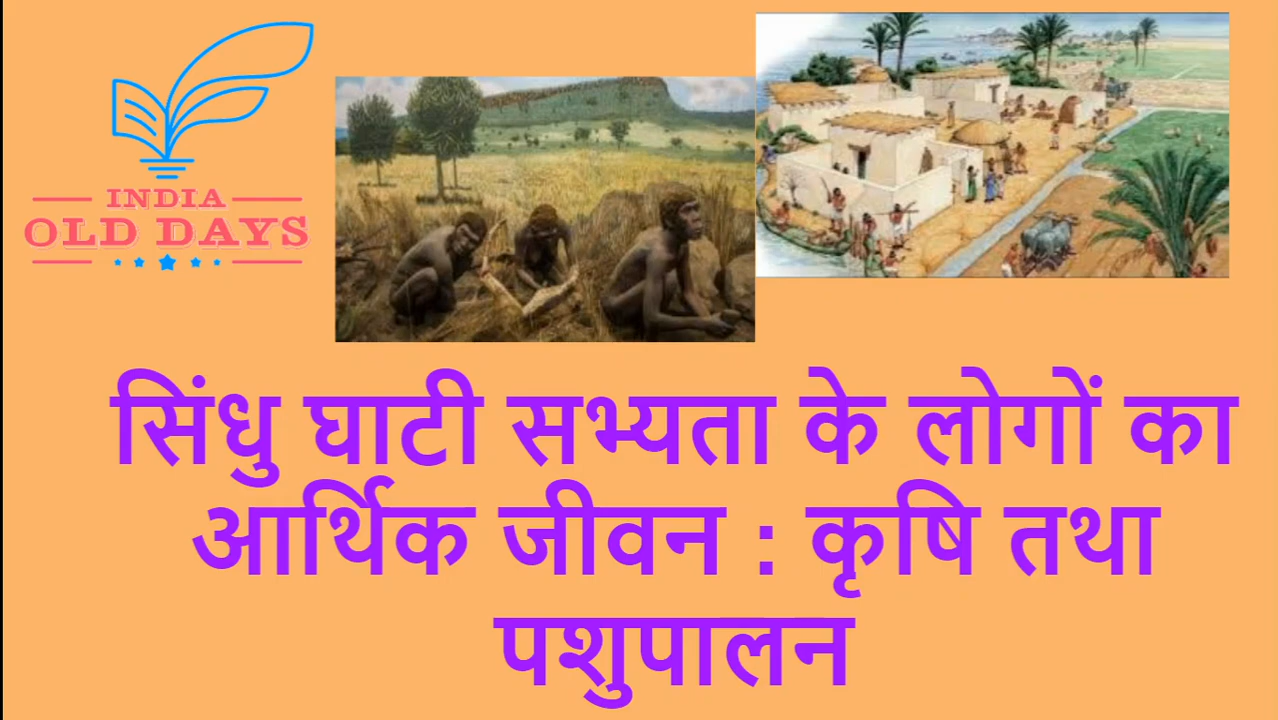 INDIA
OLD DAYS
सिंधु घाटी सभ्यता के लोगों का
आर्थिक जीवन : कृषि तथा
पशुपालन